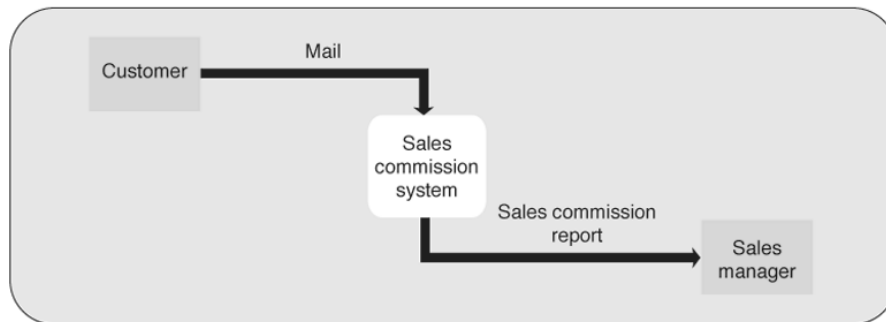 Mail
Customer
Sales
commission
system
Sales commission
report
Sales
manager